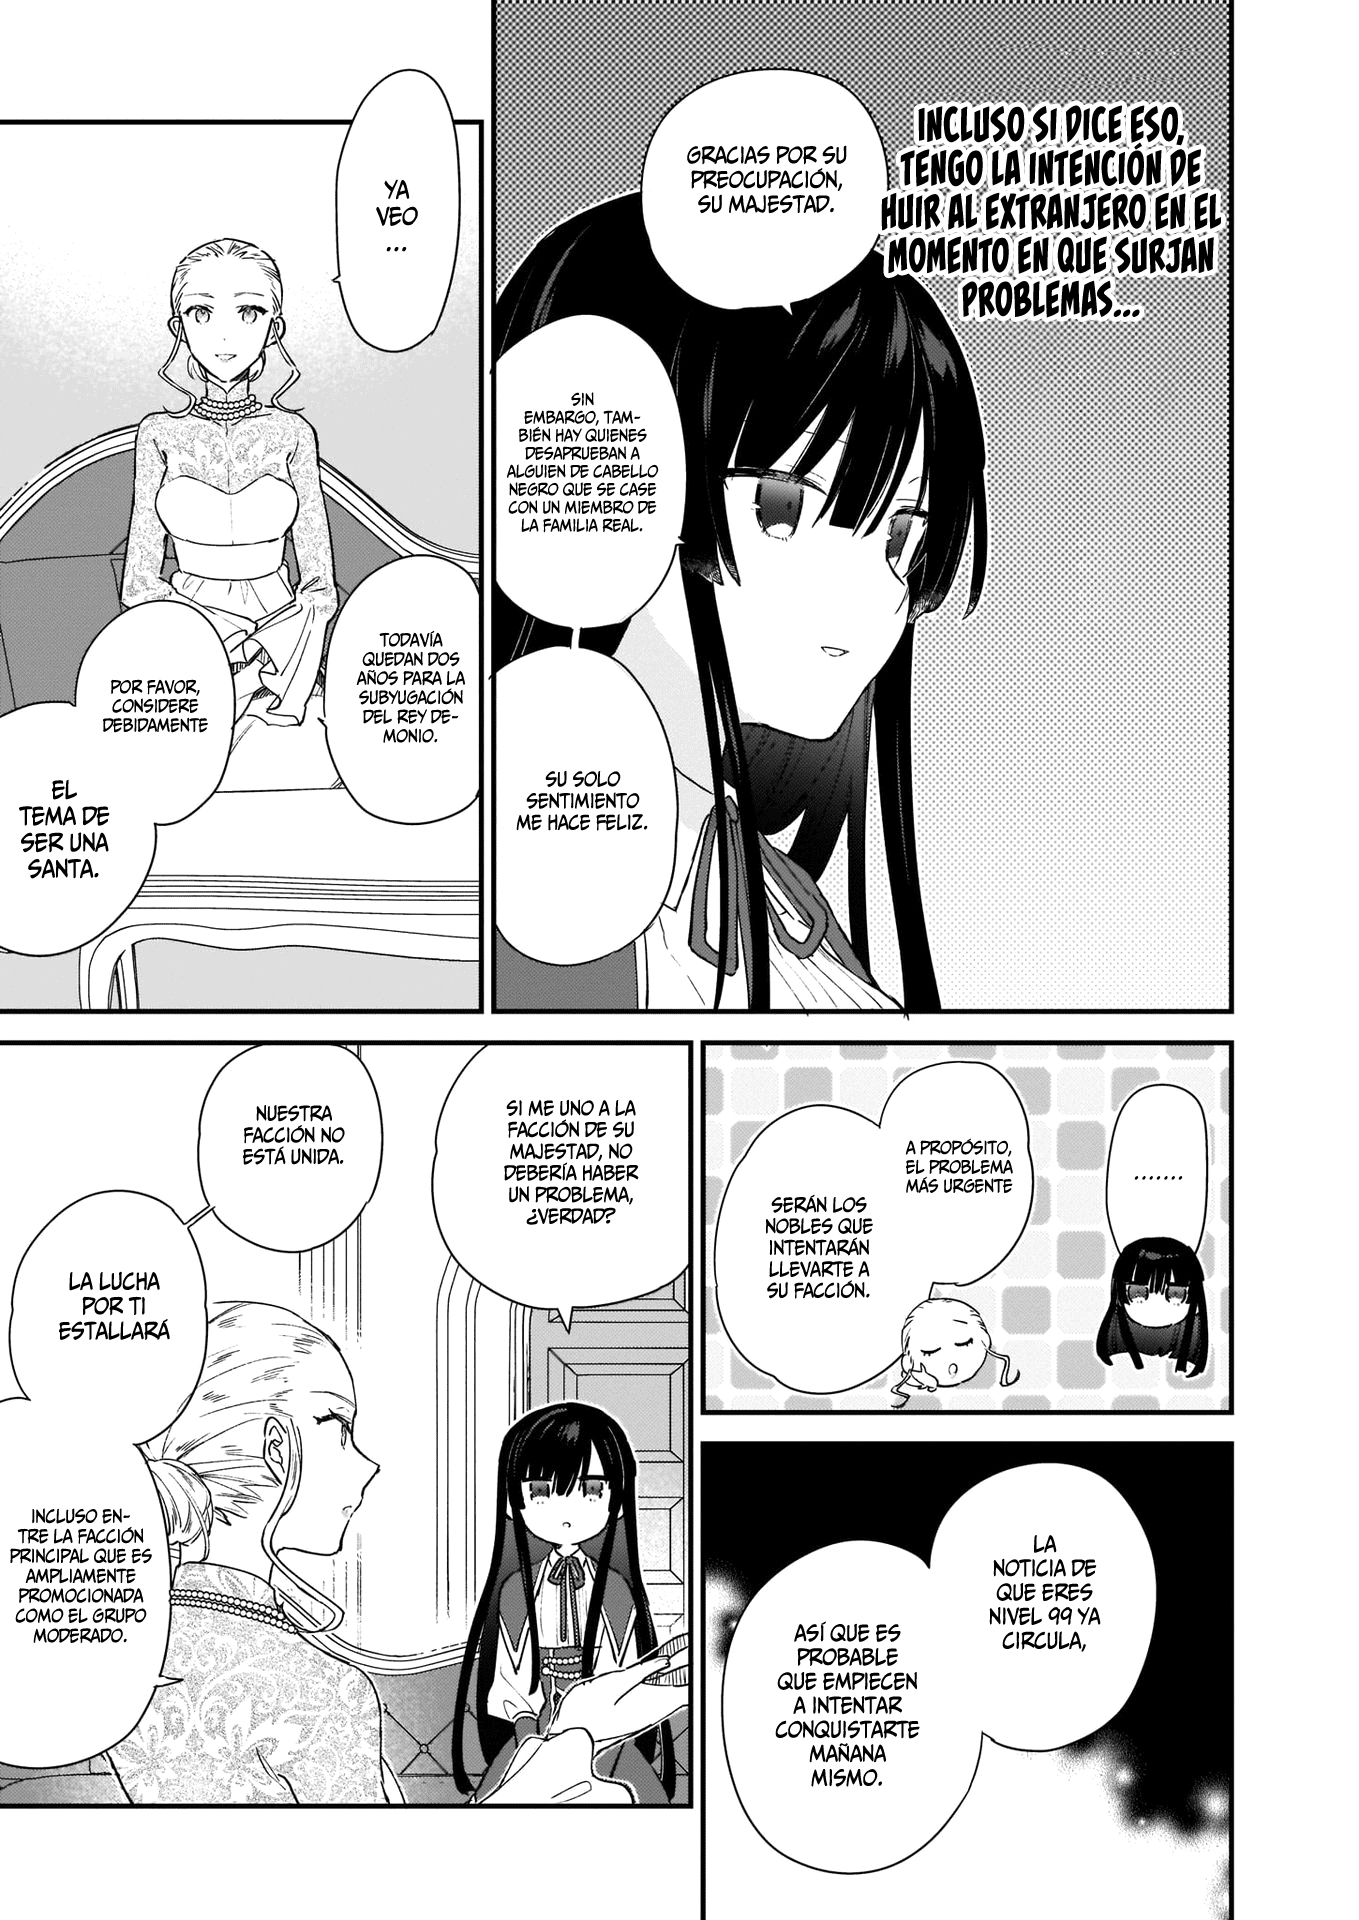 INCLUSO SI DICE ESO,
TENGO LA INTENCIÓN DE
HUIR AL EXTRANJERO EN EL
MOMENTO EN QUE SURJAN
PROBLEMAS...
GRACIAS POR SU
PREOCUPACIÓN,
SU MAJESTAD.
SIN
EMBARGO, TAM-
BIÉN HAY QUIENES
DESAPRUEBAN A
ALGUIEN DE CABELLO
NEGRO QUE SE CASE
CON UN MIEMBRO DE
LA FAMILIA REAL.
SU SOLO
SENTIMIENTO
ME HACE FELIZ.
YA
VEO
...
TODAVÍA
QUEDAN DOS
AÑOS PARA LA
SUBYUGACIÓN
DEL REY DE-
MONIO.
POR FAVOR,
CONSIDERE
DEBIDAMENTE
EL
TEMA DE
SER UNA
SANTA.
.......
A PROPÓSITO,
EL PROBLEMA
MÁS URGENTE
SERÁN LOS
NOBLES QUE
INTENTARÁN
LLEVARTE A
SU FACCIÓN.
LA
NOTICIA DE
QUE ERES
NIVEL 99 YA
CIRCULA,
ASÍ QUE ES
PROBABLE
QUE EMPIECEN
A INTENTAR
CONQUISTARTE
MAÑANA
MISMO.
SI ME UNO A LA
FACCIÓN DE SU
MAJESTAD, NO
DEBERÍA HABER
UN PROBLEMA,
¿VERDAD?
NUESTRA
FACCIÓN NO
ESTÁ UNIDA.
LA LUCHA
POR TI
ESTALLARÁ
INCLUSO EN-
TRE LA FACCIÓN
PRINCIPAL QUE ES
AMPLIAMENTE
PROMOCIONADA
COMO EL GRUPO
MODERADO.